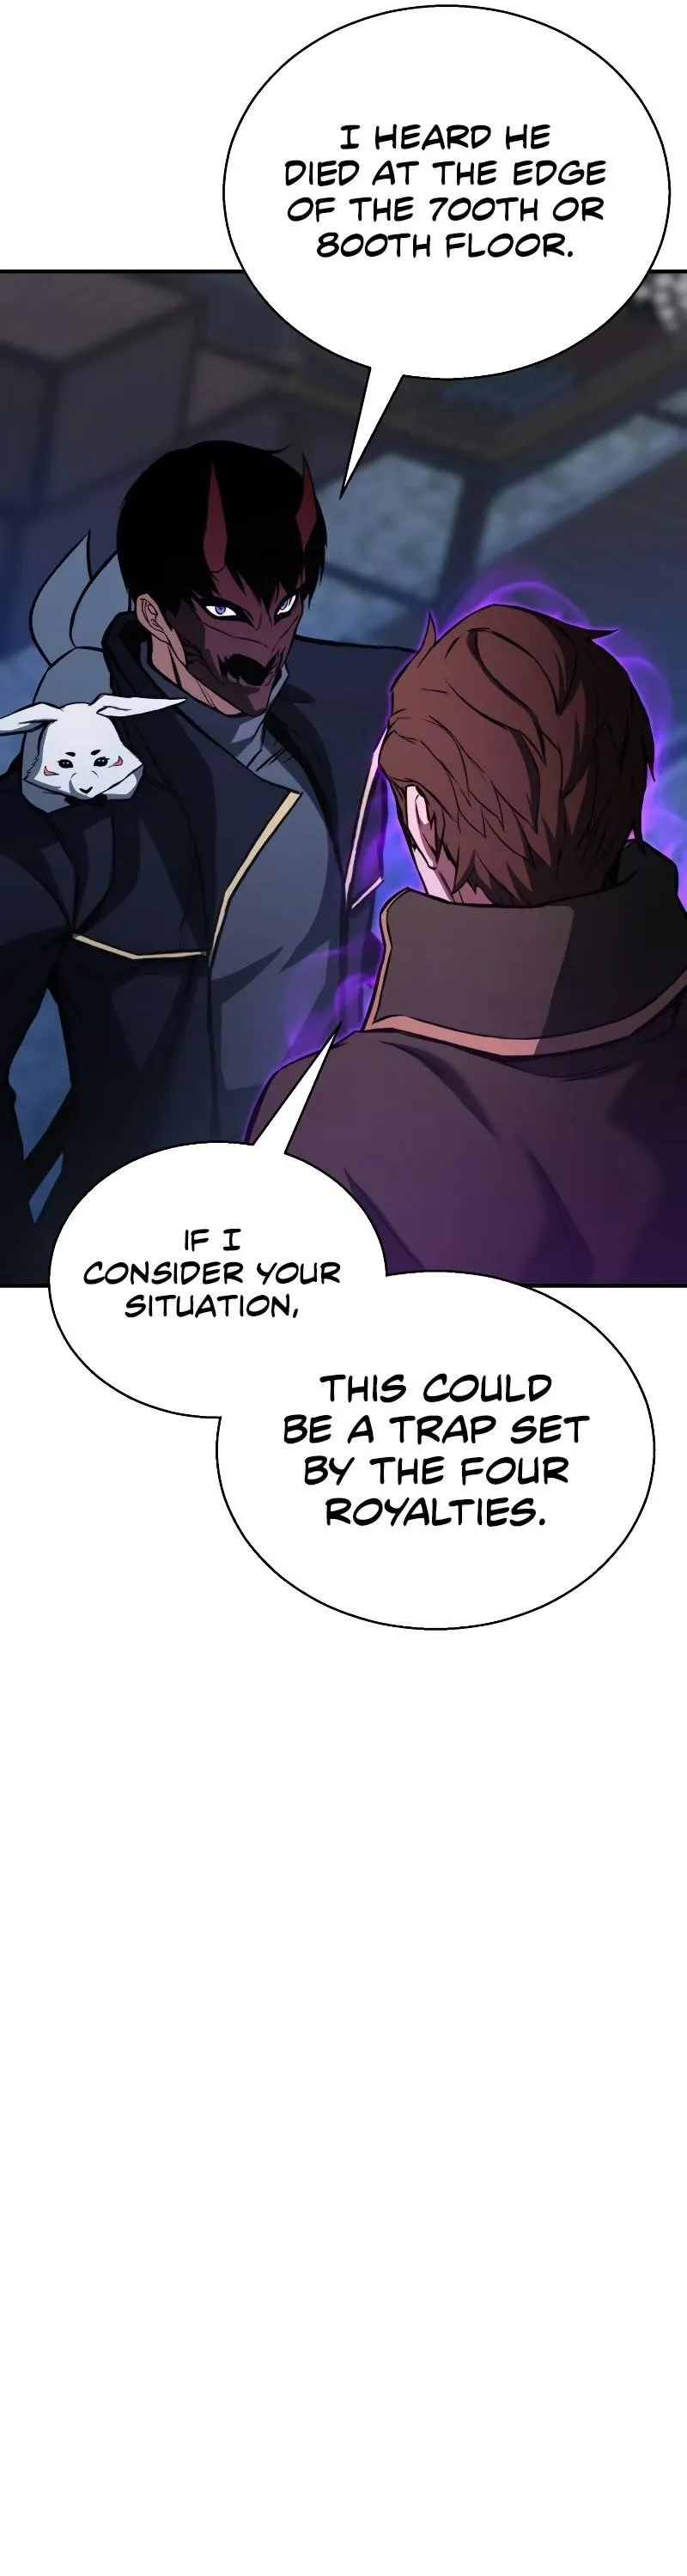 I HEARD HE
DIED AT THE EDGE
OF THE 700TH OR
800TH FLOOR.
IF I
CONSIDER YOUR
SITUATION,
THIS COULD
BE A TRAP SET
BY THE FOUR
ROYALTIES.